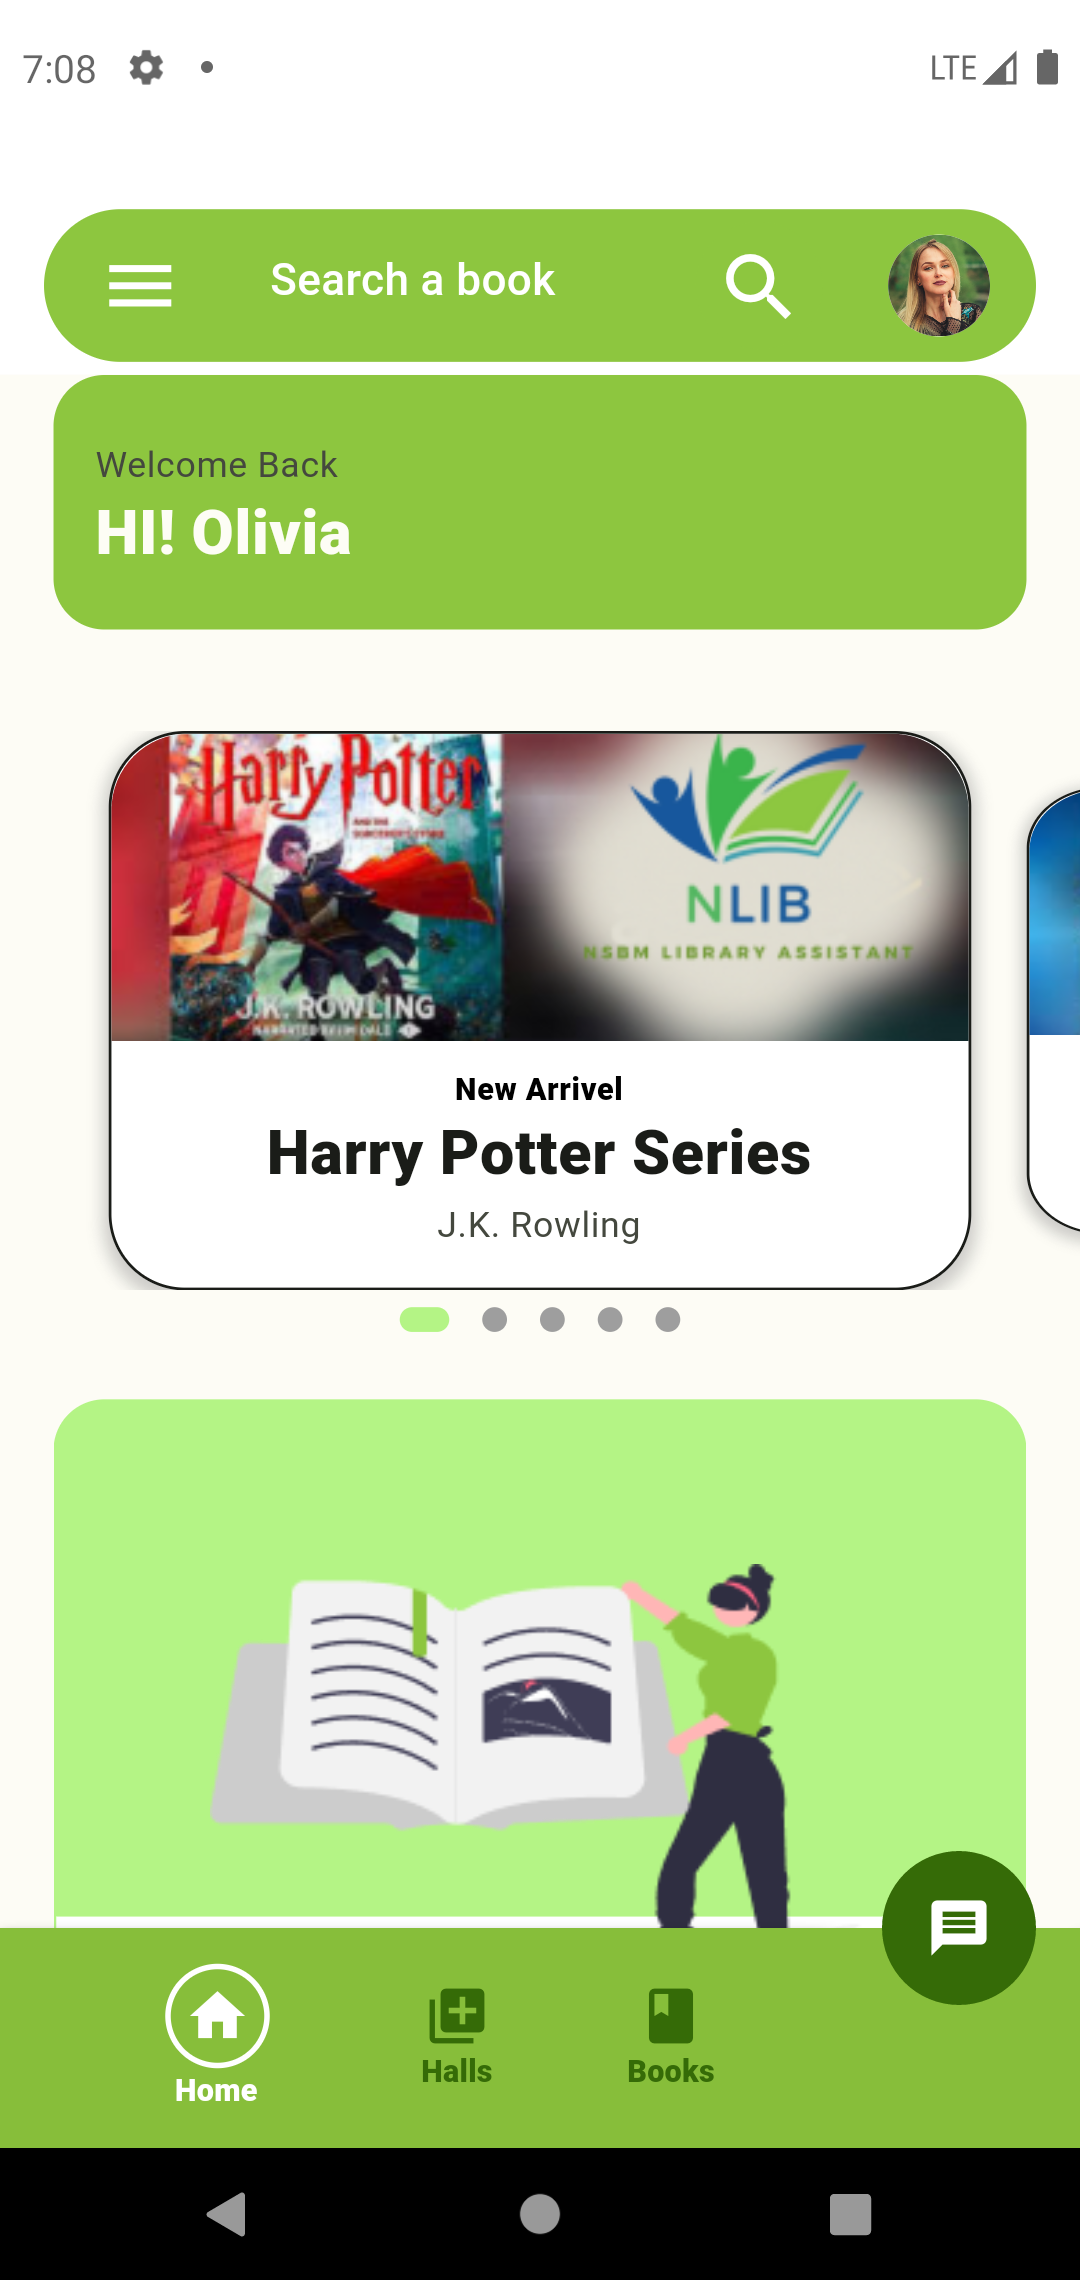 7:08
LTE
Search a book
Welcome Back
HI! Olivia
Harry Potter
AND THE
SORCERER'S STONE
J.K. ROWLING
NARRATED BY JIM DALE
NLIB
NSBM LIBRARY ASSISTANT
New Arrivel
Harry Potter Series
J.K. Rowling
Home
Halls
Books